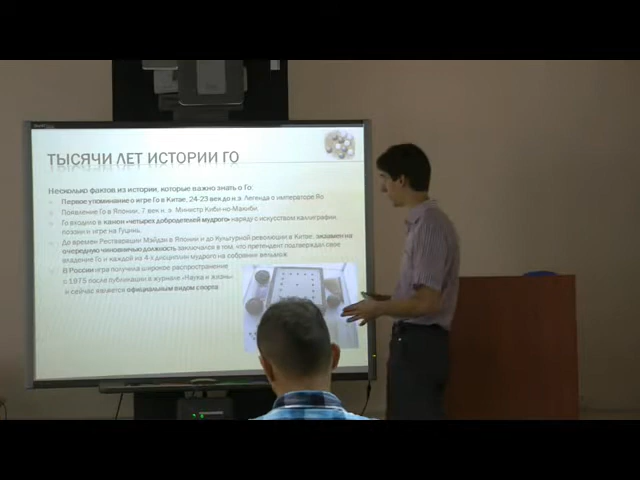 ТЫСЯЧИ ЛЕТ ИСТОРИИ ГО
Несколько фактов из истории, которые важно знать о Го:
Первое упоминание о игре Го в Китае, 24-23 век до н.э. Легенда о императоре Яо
Появление Го в Японии, 7 век н. э. Министр Киби-но-Макиби.
Го входило в канон «четырех добродетелей мудрого» наряду с искусством каллиграфии,
поэзии и игре на Гуцинь.
До времен Реставрации Мэйдзи в Японии и до Культурной революции в Китае, экзамен на
очередную чиновничью должность заключался в том, что претендент подтверждал свое
владение Го и каждой из 4-х дисциплин мудрого на собрание вельмож
В России игра получила широкое распространение
с 1975 после публикации в журнале «Наука и жизнь»
и сейчас является официальным видом спорта